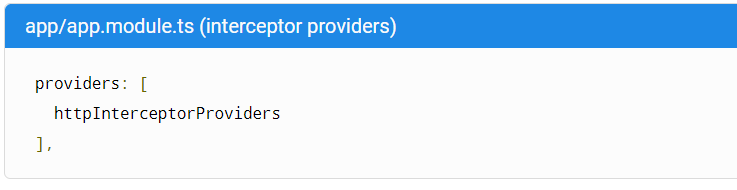 app/app.module.ts (interceptor providers)
providers: [
  httpInterceptorProviders
],